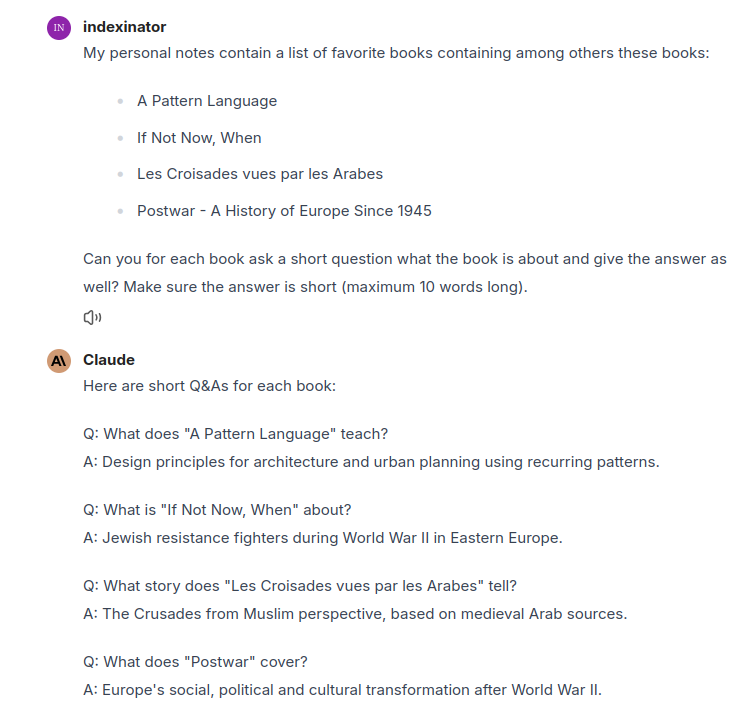 IN indexinator
My personal notes contain a list of favorite books containing among others these books:
A Pattern Language
If Not Now, When
Les Croisades vues par les Arabes
Postwar - A History of Europe Since 1945
Can you for each book ask a short question what the book is about and give the answer as
well? Make sure the answer is short (maximum 10 words long).
A\ Claude
Here are short Q&As for each book:
Q: What does "A Pattern Language" teach?
A: Design principles for architecture and urban planning using recurring patterns.
Q: What is "If Not Now, When" about?
A: Jewish resistance fighters during World War II in Eastern Europe.
Q: What story does "Les Croisades vues par les Arabes" tell?
A: The Crusades from Muslim perspective, based on medieval Arab sources.
Q: What does "Postwar" cover?
A: Europe's social, political and cultural transformation after World War II.